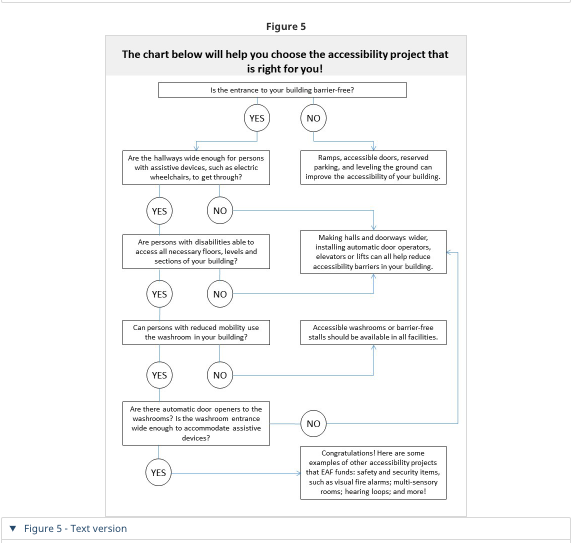 Figure 5
The chart below will help you choose the accessibility project that
is right for you!
Is the entrance to your building barrier-free?
YES
NO
Are the hallways wide enough for persons
with assistive devices, such as electric
wheelchairs, to get through?
Ramps, accessible doors, reserved
parking, and leveling the ground can
improve the accessibility of your building.
YES
NO
Are persons with disabilities able to
access all necessary floors, levels and
sections of your building?
Making halls and doorways wider,
installing automatic door operators,
elevators or lifts can all help reduce
accessibility barriers in your building.
YES
NO
Can persons with reduced mobility use
the washroom in your building?
Accessible washrooms or barrier-free
stalls should be available in all facilities.
YES
NO
Are there automatic door openers to the
washrooms? Is the washroom entrance
wide enough to accommodate assistive
devices?
NO
YES
Congratulations! Here are some
examples of other accessibility projects
that EAF funds: safety and security items,
such as visual fire alarms; multi-sensory
rooms; hearing loops; and more!
Figure 5 - Text version